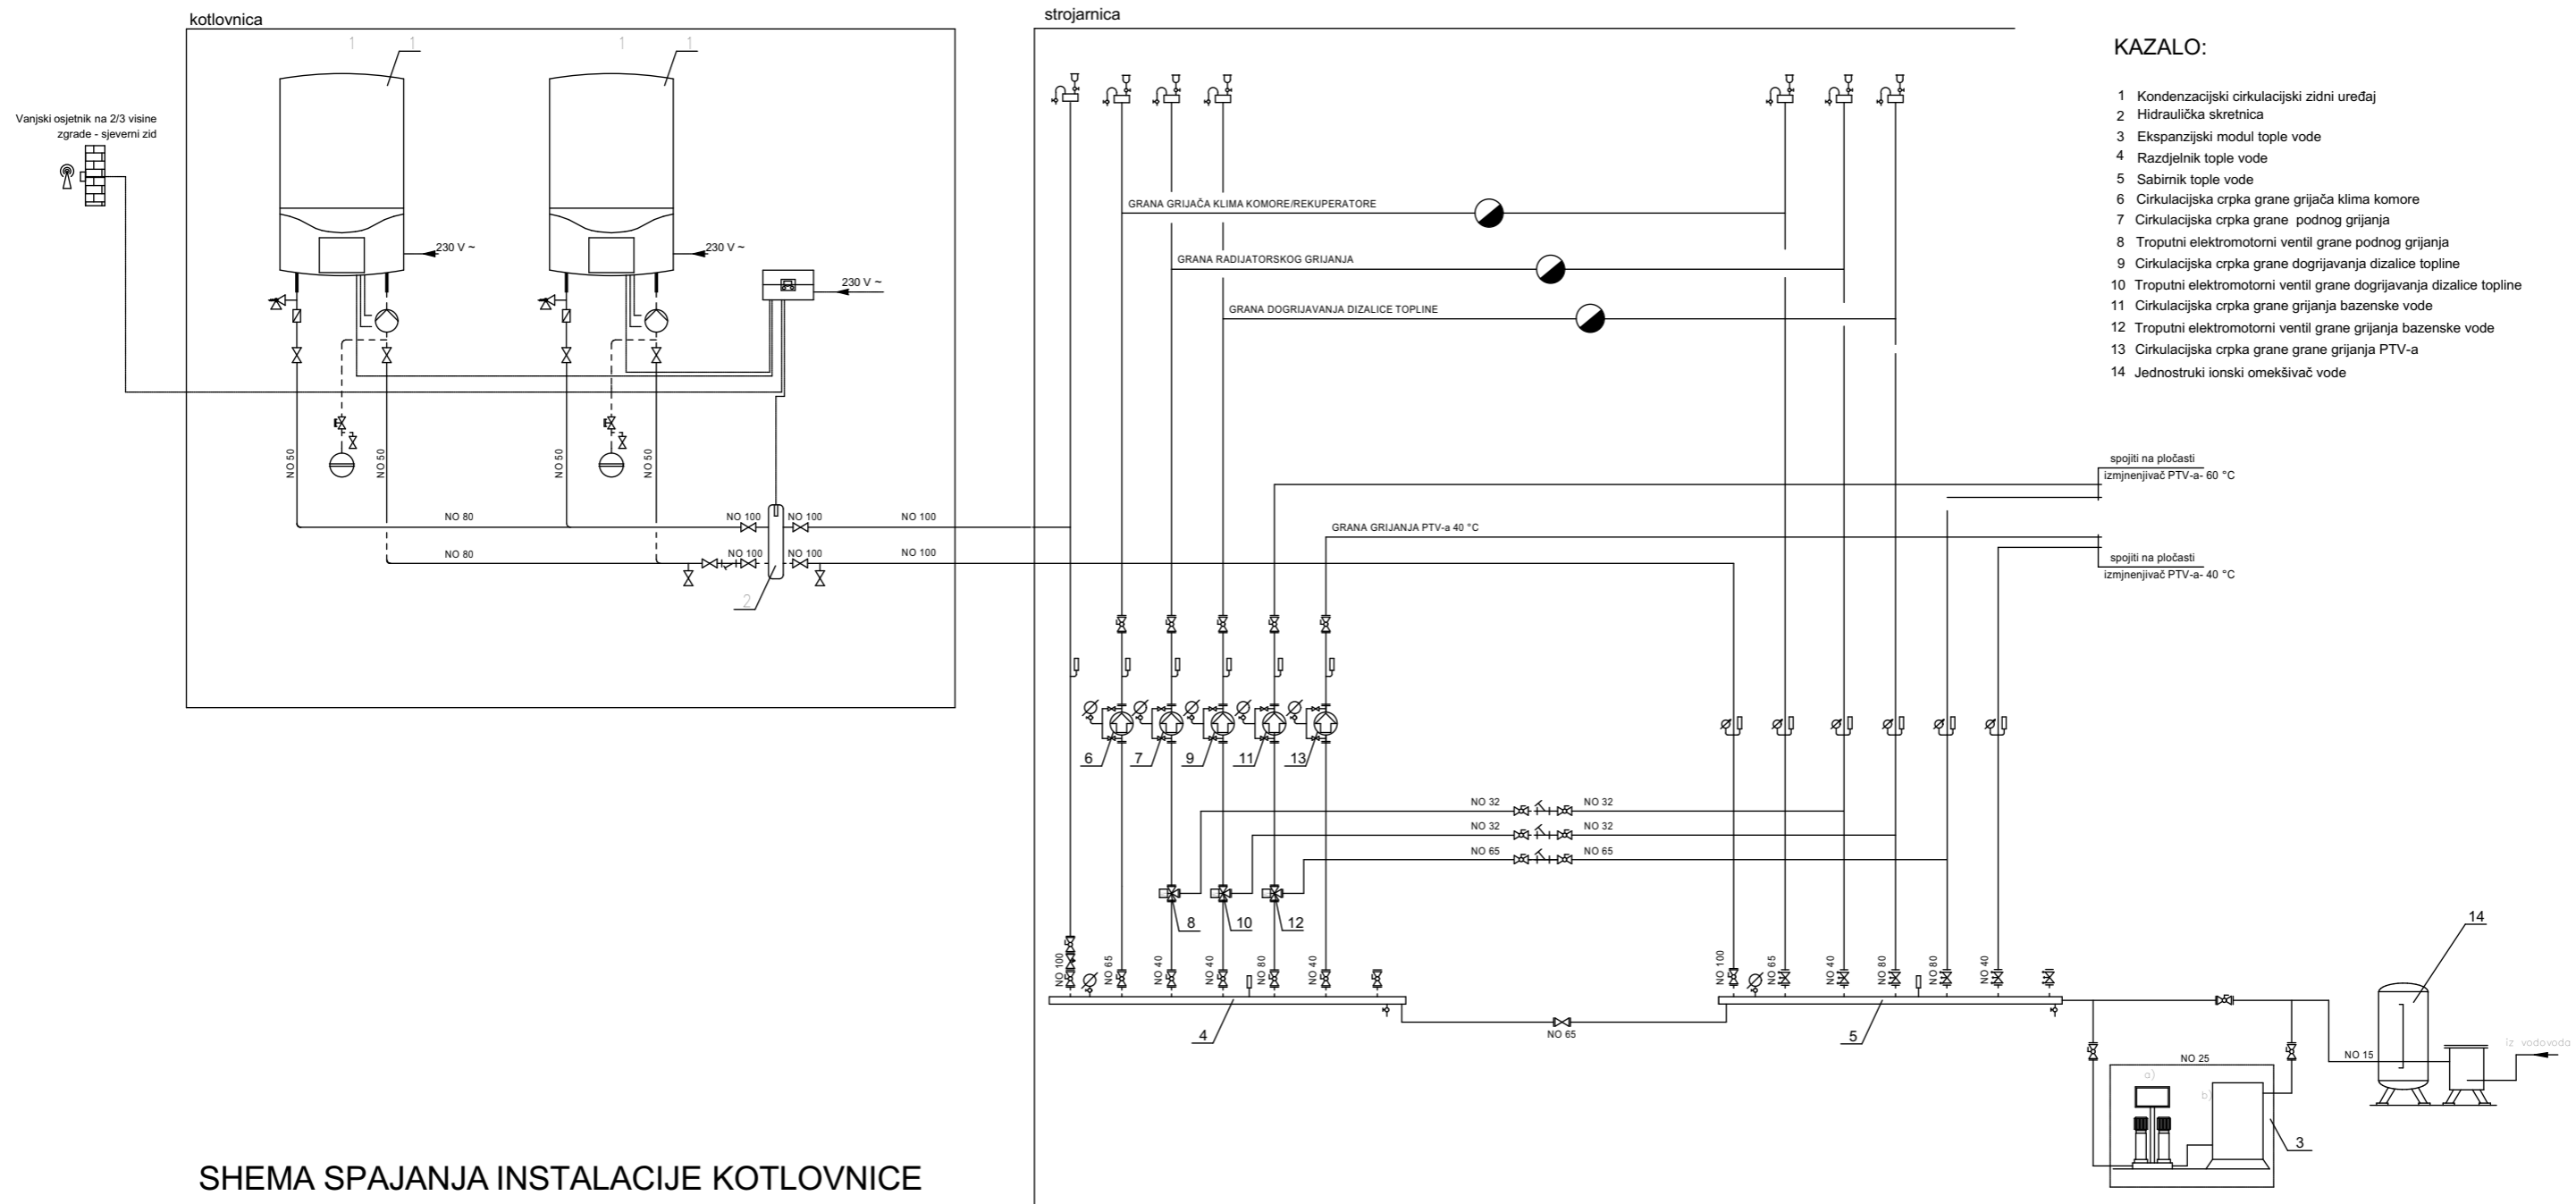 kotlovnica
strojarnica
1 1
1 1
Vanjski osjetnik na 2/3 visine
zgrade - sjeverni zid
230 V ~
230 V ~
230 V ~
NO 50
NO 50
NO 50
NO 50
NO 80
NO 100
NO 100
NO 100
NO 80
NO 100
NO 100
NO 100
2
GRANA GRIJAČA KLIMA KOMORE/REKUPERATORE
GRANA RADIJATORSKOG GRIJANJA
GRANA DOGRIJAVANJA DIZALICE TOPLINE
GRANA GRIJANJA PTV-a 40 °C
spojiti na pločasti
izmjnenjivač PTV-a- 60 °C
spojiti na pločasti
izmjnenjivač PTV-a- 40 °C
KAZALO:
1 Kondenzacijski cirkulacijski zidni uređaj
2 Hidraulička skretnica
3 Ekspanzijski modul tople vode
4 Razdjelnik tople vode
5 Sabirnik tople vode
6 Cirkulacijska crpka grane grijača klima komore
7 Cirkulacijska crpka grane podnog grijanja
8 Troputni elektromotorni ventil grane podnog grijanja
9 Cirkulacijska crpka grane dogrijavanja dizalice topline
10 Troputni elektromotorni ventil grane dogrijavanja dizalice topline
11 Cirkulacijska crpka grane grijanja bazenske vode
12 Troputni elektromotorni ventil grane grijanja bazenske vode
13 Cirkulacijska crpka grane grane grijanja PTV-a
14 Jednostruki ionski omekšivač vode
6
7
9
11
13
NO 32
NO 32
NO 32
NO 32
NO 65
NO 65
8
10
12
NO 100
NO 65
NO 40
NO 40
NO 80
NO 40
NO 100
NO 65
NO 40
NO 80
NO 80
NO 40
4
NO 65
5
14
NO 15
iz vodovoda
NO 25
a)
b)
3
SHEMA SPAJANJA INSTALACIJE KOTLOVNICE